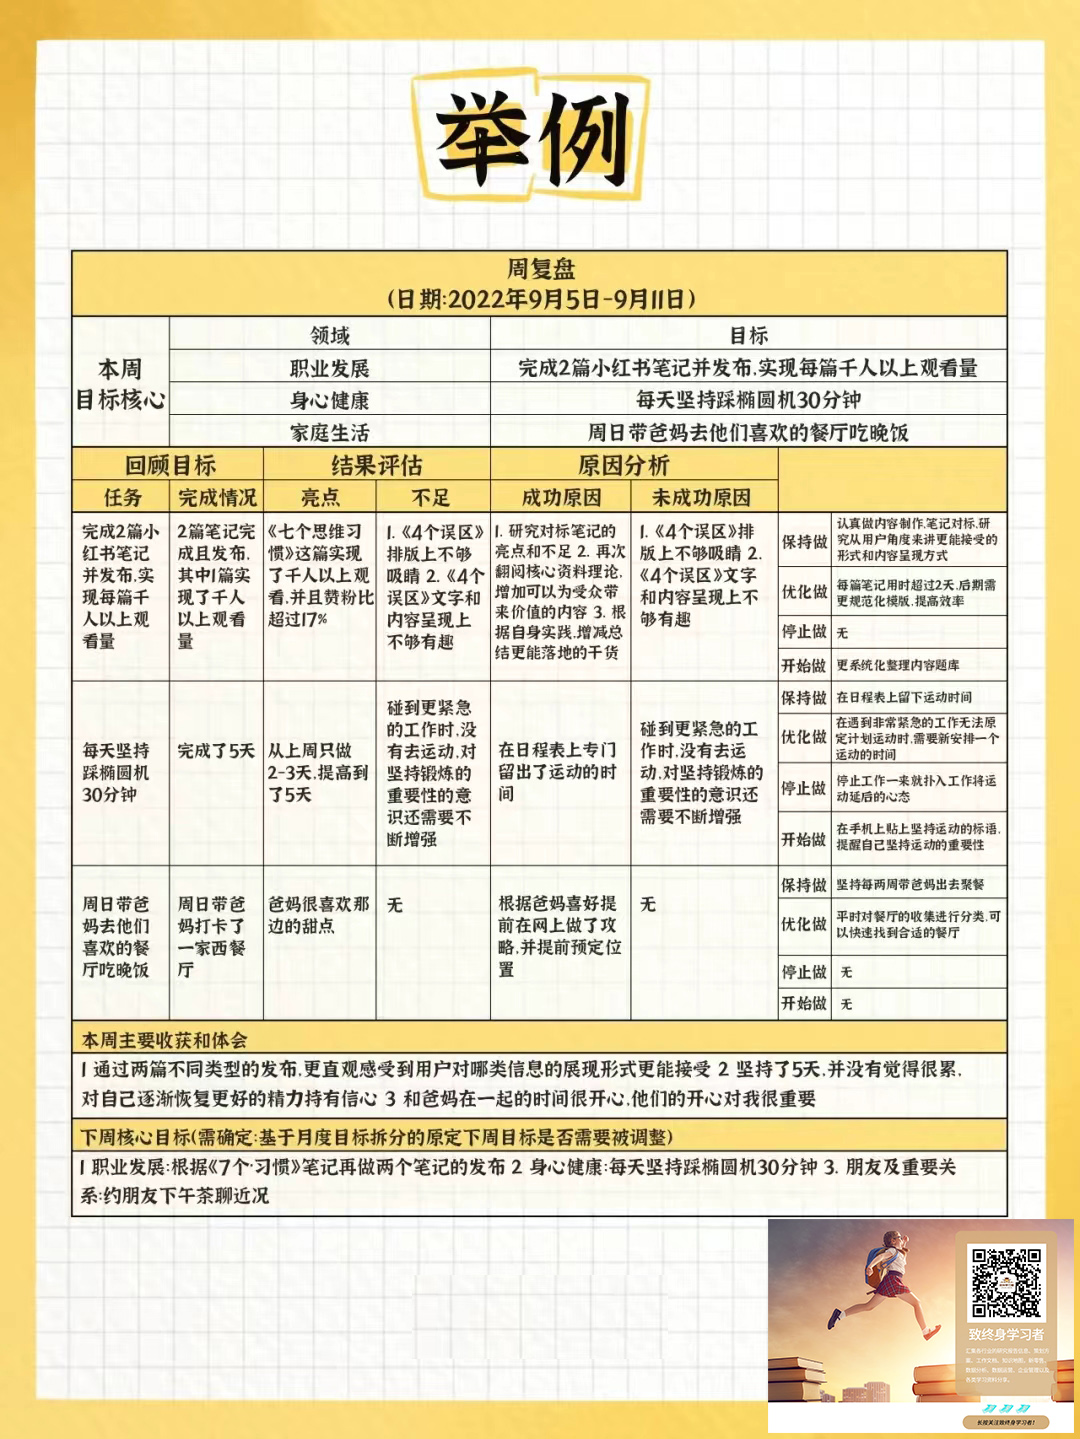 举例
周复盘
(日期:2022年9月5日-9月11日)
本周
目标核心
领域
目标
职业发展
完成2篇小红书笔记并发布,实现每篇千人以上观看量
身心健康
每天坚持踩椭圆机30分钟
家庭生活
周日带爸妈去他们喜欢的餐厅吃晚饭
回顾目标
结果评估
原因分析
任务
完成情况
亮点
不足
成功原因
未成功原因
完成2篇小
红书笔记
并发布,实
现每篇千
人以上观
看量
2篇笔记完
成且发布,
其中1篇实
现了千人
以上观看
量
《七个思维习
惯》这篇实现
了千人以上观
看,并且赞粉比
超过17%
1.《4个误区》
排版上不够
吸睛 2.《4个
误区》文字和
内容呈现上
不够有趣
1. 研究对标笔记的
亮点和不足 2. 再次
翻阅核心资料理论,
增加可以为受众带
来价值的内容 3. 根
据自身实践,增减总
结更能落地的干货
1.《4个误区》排
版上不够吸睛 2.
《4个误区》文字
和内容呈现上不
够有趣
保持做
认真做内容制作,笔记对标,研
究从用户角度来讲更能接受的
形式和内容呈现方式
优化做
每篇笔记用时超过2天,后期需
更规范化模版,提高效率
停止做
无
开始做
更系统化整理内容题库
每天坚持
踩椭圆机
30分钟
完成了5天
从上周只做
2-3天,提高到
了5天
碰到更紧急
的工作时,没
有去运动,对
坚持锻炼的
重要性的意
识还需要不
断增强
在日程表上专门
留出了运动的时
间
碰到更紧急的工
作时,没有去运
动,对坚持锻炼的
重要性的意识还
需要不断增强
保持做
在日程表上留下运动时间
优化做
在遇到非常紧急的工作无法原
定计划运动时,需要新安排一个
运动的时间
停止做
停止工作一来就扑入工作将运
动延后的心态
开始做
在手机上贴上坚持运动的标语,
提醒自己坚持运动的重要性
周日带爸
妈去他们
喜欢的餐
厅吃晚饭
周日带爸
妈打卡了
一家西餐
厅
爸妈很喜欢那
边的甜点
无
根据爸妈喜好提
前在网上做了攻
略,并提前预定位
置
无
保持做
坚持每两周带爸妈出去聚餐
优化做
平时对餐厅的收集进行分类,可
以快速找到合适的餐厅
停止做
无
开始做
无
本周主要收获和体会
1 通过两篇不同类型的发布,更直观感受到用户对哪类信息的展现形式更能接受 2 坚持了5天,并没有觉得很累,
对自己逐渐恢复更好的精力持有信心 3 和爸妈在一起的时间很开心,他们的开心对我很重要
下周核心目标(需确定:基于月度目标拆分的原定下周目标是否需要被调整)
1 职业发展:根据《7个习惯》笔记再做两个笔记的发布 2 身心健康:每天坚持踩椭圆机30分钟 3. 朋友及重要关
系:约朋友下午茶聊近况
致终身学习者
长按关注致终身学习者!